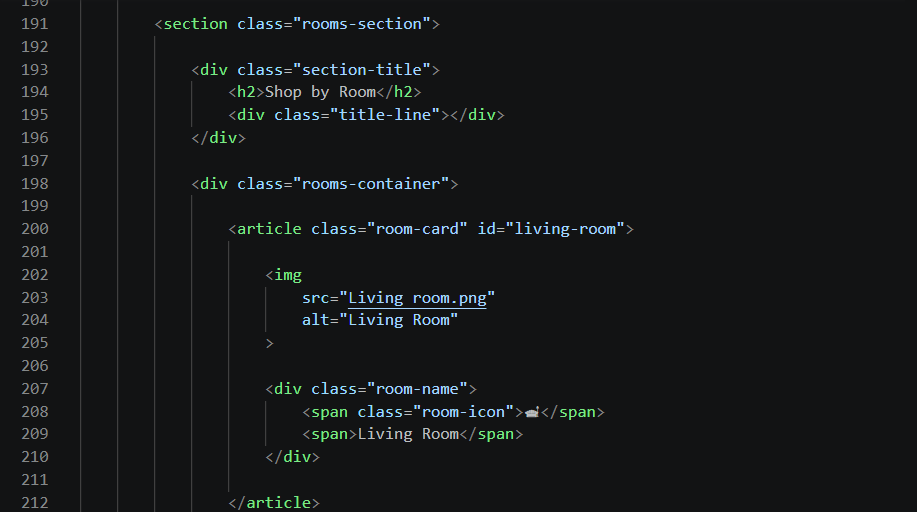 190
191 <section class="rooms-section">
192
193 <div class="section-title">
194 <h2>Shop by Room</h2>
195 <div class="title-line"></div>
196 </div>
197
198 <div class="rooms-container">
199
200 <article class="room-card" id="living-room">
201
202 <img
203 src="Living room.png"
204 alt="Living Room"
205 >
206
207 <div class="room-name">
208 <span class="room-icon">🛋️</span>
209 <span>Living Room</span>
210 </div>
211
212 </article>